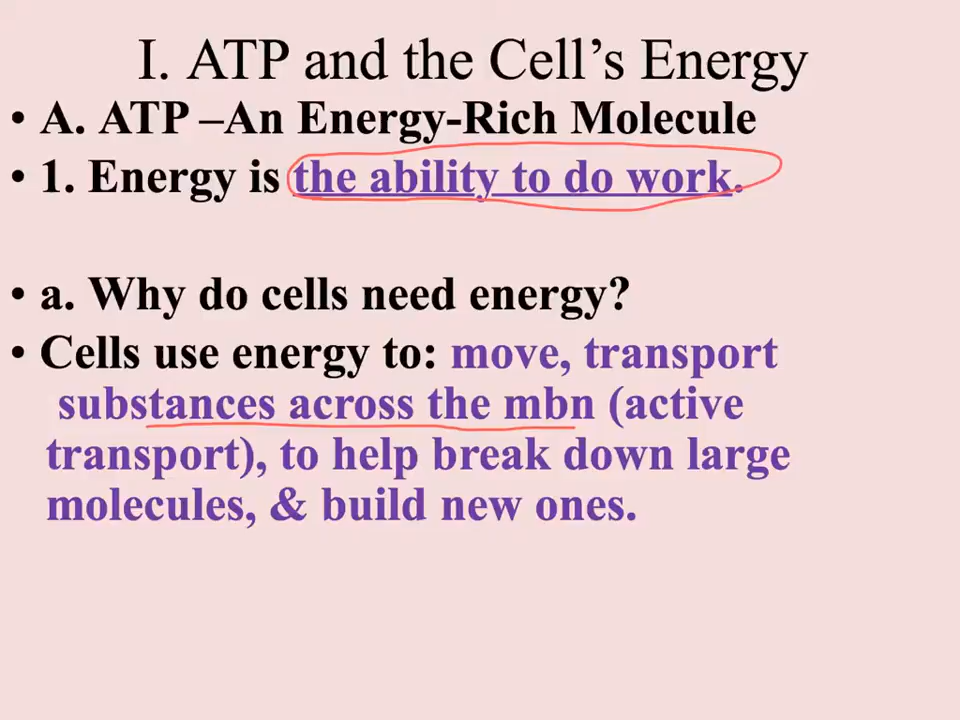 I. ATP and the Cell’s Energy
• A. ATP –An Energy-Rich Molecule
• 1. Energy is the ability to do work.
• a. Why do cells need energy?
• Cells use energy to: move, transport
substances across the mbn (active
transport), to help break down large
molecules, & build new ones.